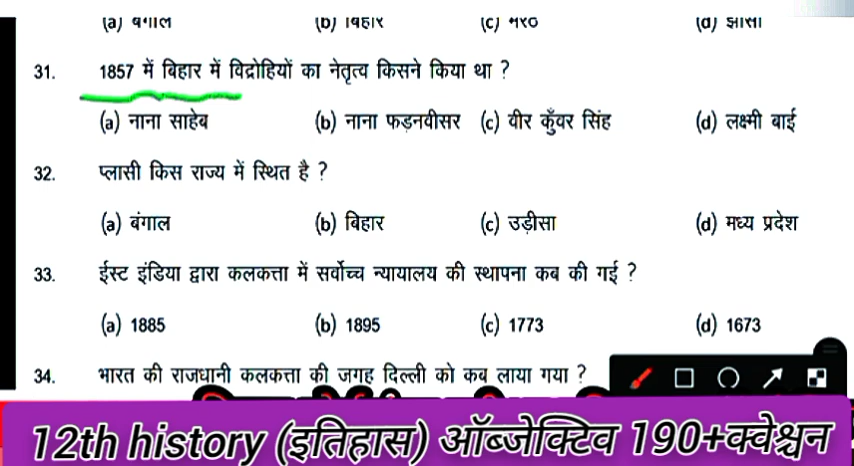 (a) बंगाल (b) बिहार (c) मेरठ (d) झाँसी
31. 1857 में बिहार में विद्रोहियों का नेतृत्व किसने किया था ?
(a) नाना साहेब (b) नाना फड़नवीसर (c) वीर कुँवर सिंह (d) लक्ष्मी बाई
32. प्लासी किस राज्य में स्थित है ?
(a) बंगाल (b) बिहार (c) उड़ीसा (d) मध्य प्रदेश
33. ईस्ट इंडिया द्वारा कलकत्ता में सर्वोच्च न्यायालय की स्थापना कब की गई ?
(a) 1885 (b) 1895 (c) 1773 (d) 1673
34. भारत की राजधानी कलकत्ता की जगह दिल्ली को कब लाया गया ?
12th history (इतिहास) ऑब्जेक्टिव 190+क्वेश्चन